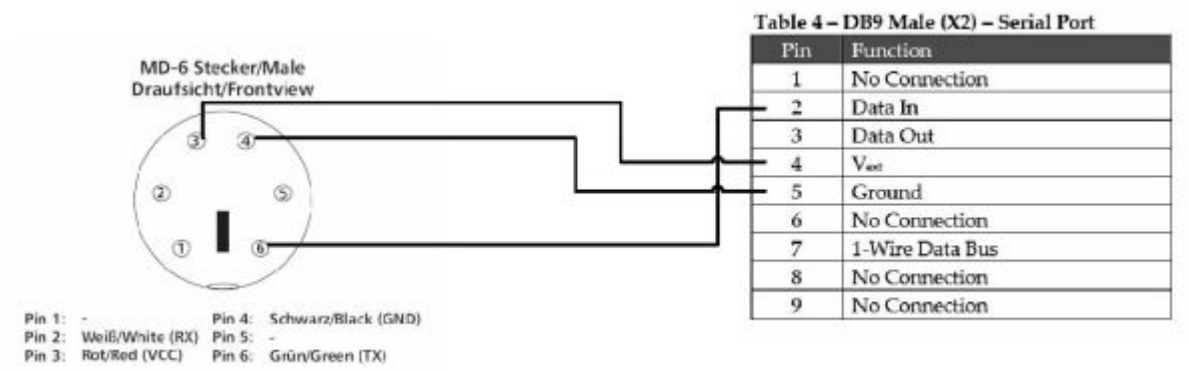 Table 4 – DB9 Male (X2) – Serial Port
Pin Function
1 No Connection
2 Data In
3 Data Out
4 Vext
5 Ground
6 No Connection
7 1-Wire Data Bus
8 No Connection
9 No Connection
MD-6 Stecker/Male
Draufsicht/Frontview
3 4
2 5
1 6
Pin 1: - Pin 4: Schwarz/Black (GND)
Pin 2: Weiß/White (RX) Pin 5: -
Pin 3: Rot/Red (VCC) Pin 6: Grün/Green (TX)